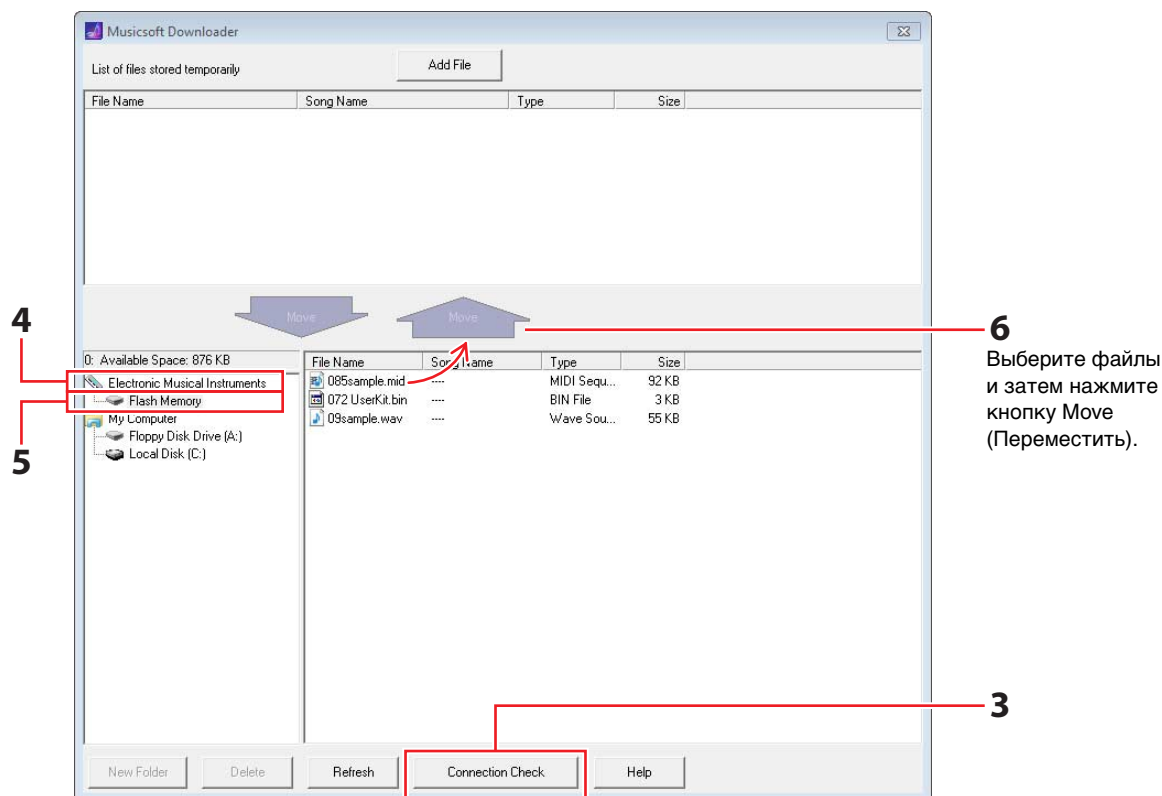 Musicsoft Downloader
List of files stored temporarily
Add File
File Name Song Name Type Size
Move Move
4
6
Выберите файлы
и затем нажмите
кнопку Move
(Переместить).
0: Available Space: 876 KB
File Name Song Name Type Size
Electronic Musical Instruments
085sample.mid ---- MIDI Sequ... 92 KB
Flash Memory
072 UserKit.bin ---- BIN File 3 KB
My Computer
09sample.wav ---- Wave Sou... 55 KB
Floppy Disk Drive (A:)
Local Disk (C:)
5
3
New Folder Delete Refresh Connection Check Help